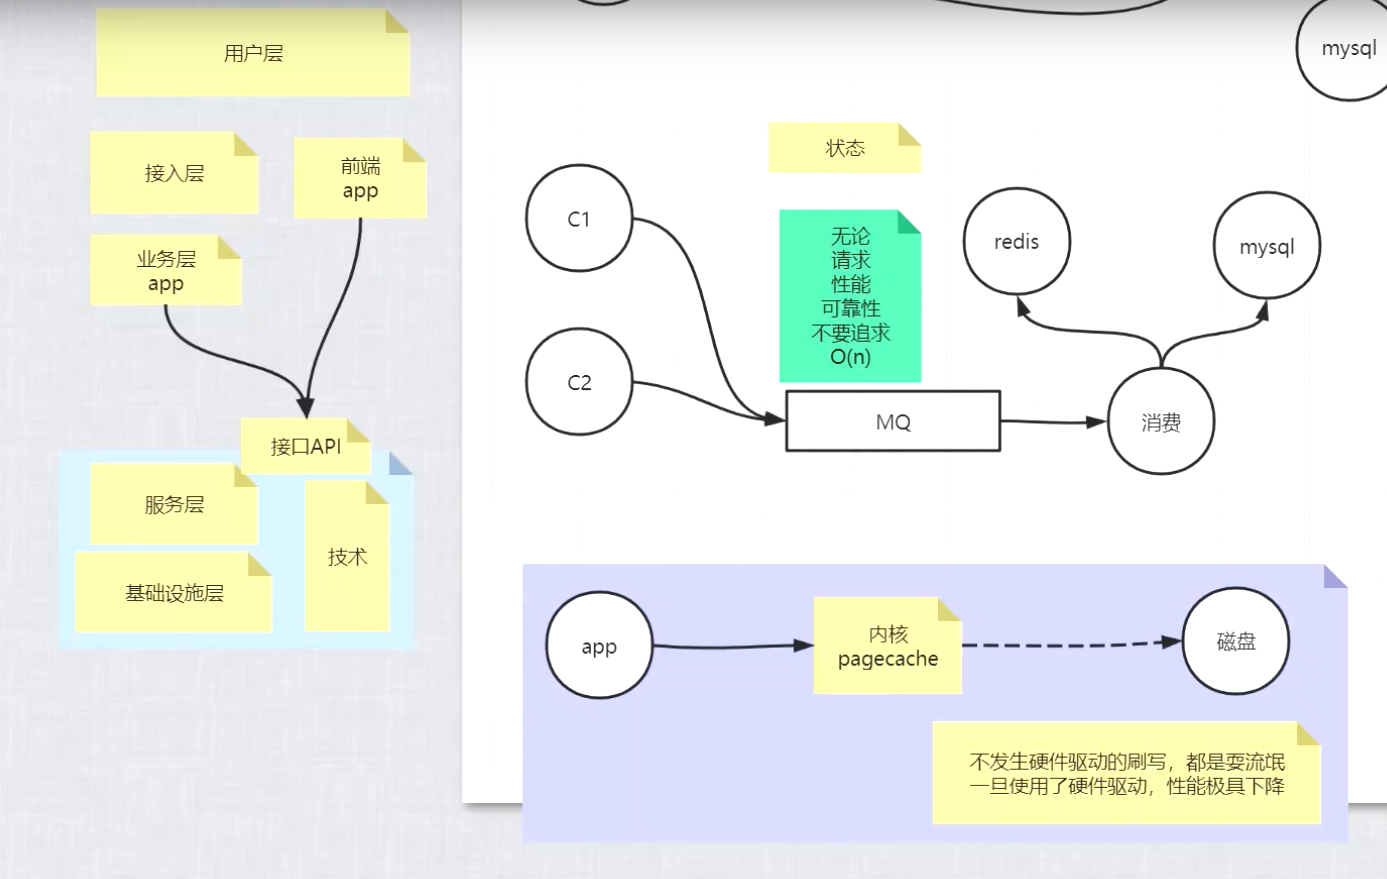 用户层
接入层
前端
app
业务层
app
接口API
服务层
技术
基础设施层
mysql
状态
C1
无论
请求
性能
可靠性
不要追求
O(n)
redis
mysql
C2
MQ
消费
app
内核
pagecache
磁盘
不发生硬件驱动的刷写，都是耍流氓
一旦使用了硬件驱动，性能极具下降